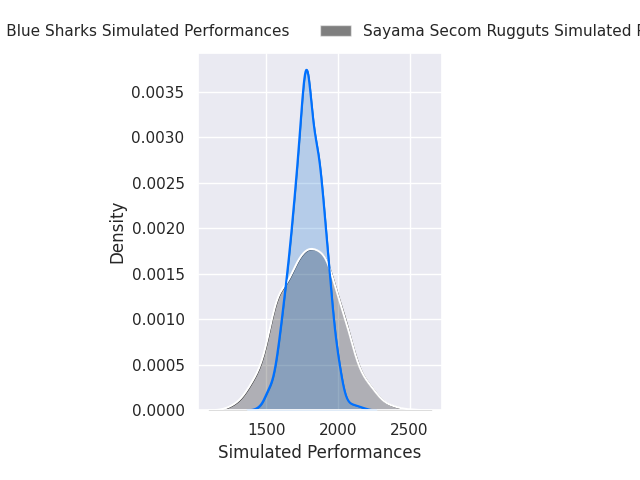 Blue Sharks Simulated Performances
Sayama Secom Rugguts Simulated
0.0035
0.0030
0.0025
0.0020
0.0015
0.0010
0.0005
0.0000
Density
1500 2000 2500
Simulated Performances